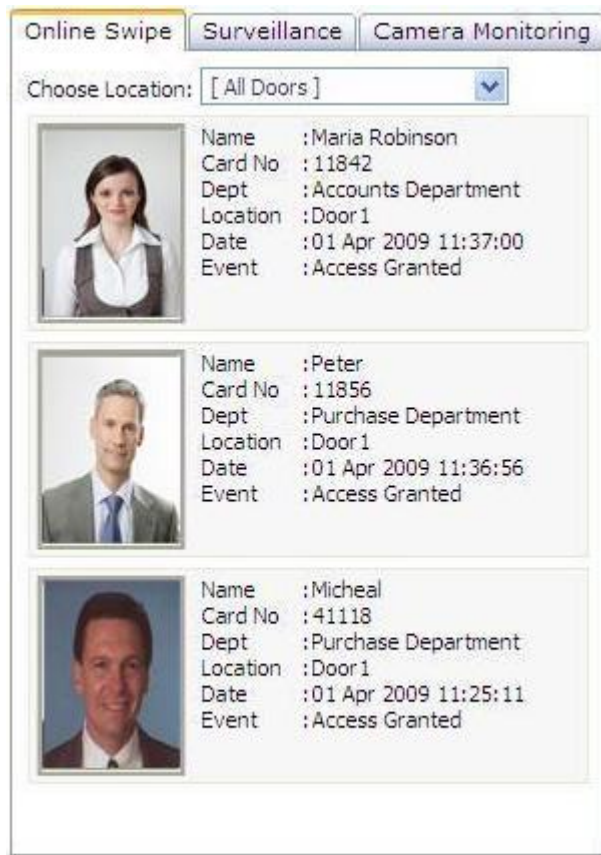 Online Swipe Surveillance Camera Monitoring
Choose Location: [ All Doors ]
Name :Maria Robinson
Card No :11842
Dept :Accounts Department
Location :Door1
Date :01 Apr 2009 11:37:00
Event :Access Granted
Name :Peter
Card No :11856
Dept :Purchase Department
Location :Door1
Date :01 Apr 2009 11:36:56
Event :Access Granted
Name :Micheal
Card No :41118
Dept :Purchase Department
Location :Door1
Date :01 Apr 2009 11:25:11
Event :Access Granted